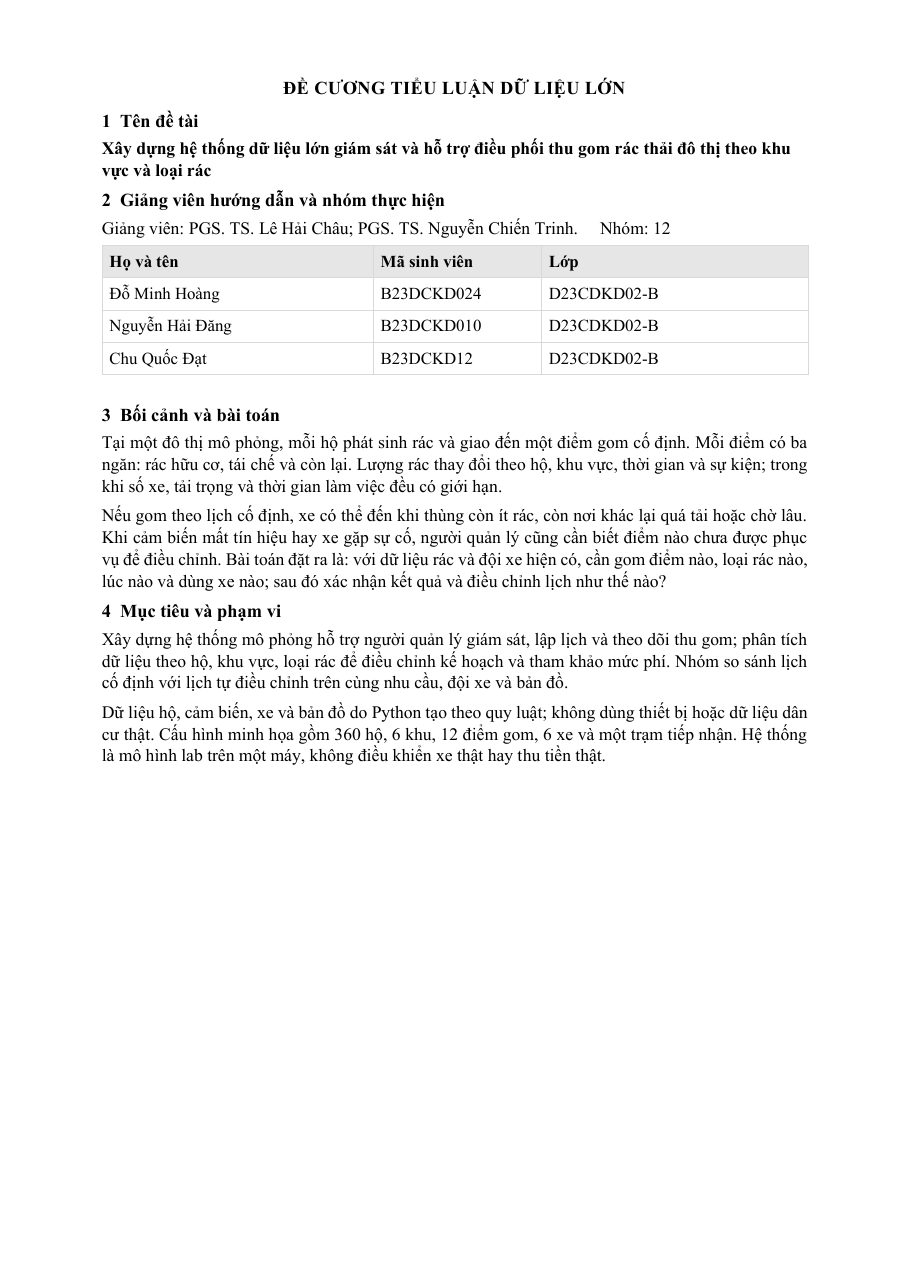 ĐỀ CƯƠNG TIỂU LUẬN DỮ LIỆU LỚN
1 Tên đề tài
Xây dựng hệ thống dữ liệu lớn giám sát và hỗ trợ điều phối thu gom rác thải đô thị theo khu
vực và loại rác
2 Giảng viên hướng dẫn và nhóm thực hiện
Giảng viên: PGS. TS. Lê Hải Châu; PGS. TS. Nguyễn Chiến Trinh. Nhóm: 12
Họ và tên Mã sinh viên Lớp
Đỗ Minh Hoàng B23DCKD024 D23CDKD02-B
Nguyễn Hải Đăng B23DCKD010 D23CDKD02-B
Chu Quốc Đạt B23DCKD12 D23CDKD02-B
3 Bối cảnh và bài toán
Tại một đô thị mô phỏng, mỗi hộ phát sinh rác và giao đến một điểm gom cố định. Mỗi điểm có ba
ngăn: rác hữu cơ, tái chế và còn lại. Lượng rác thay đổi theo hộ, khu vực, thời gian và sự kiện; trong
khi số xe, tải trọng và thời gian làm việc đều có giới hạn.
Nếu gom theo lịch cố định, xe có thể đến khi thùng còn ít rác, còn nơi khác lại quá tải hoặc chờ lâu.
Khi cảm biến mất tín hiệu hay xe gặp sự cố, người quản lý cũng cần biết điểm nào chưa được phục
vụ để điều chỉnh. Bài toán đặt ra là: với dữ liệu rác và đội xe hiện có, cần gom điểm nào, loại rác nào,
lúc nào và dùng xe nào; sau đó xác nhận kết quả và điều chỉnh lịch như thế nào?
4 Mục tiêu và phạm vi
Xây dựng hệ thống mô phỏng hỗ trợ người quản lý giám sát, lập lịch và theo dõi thu gom; phân tích
dữ liệu theo hộ, khu vực, loại rác để điều chỉnh kế hoạch và tham khảo mức phí. Nhóm so sánh lịch
cố định với lịch tự điều chỉnh trên cùng nhu cầu, đội xe và bản đồ.
Dữ liệu hộ, cảm biến, xe và bản đồ do Python tạo theo quy luật; không dùng thiết bị hoặc dữ liệu dân
cư thật. Cấu hình minh họa gồm 360 hộ, 6 khu, 12 điểm gom, 6 xe và một trạm tiếp nhận. Hệ thống
là mô hình lab trên một máy, không điều khiển xe thật hay thu tiền thật.